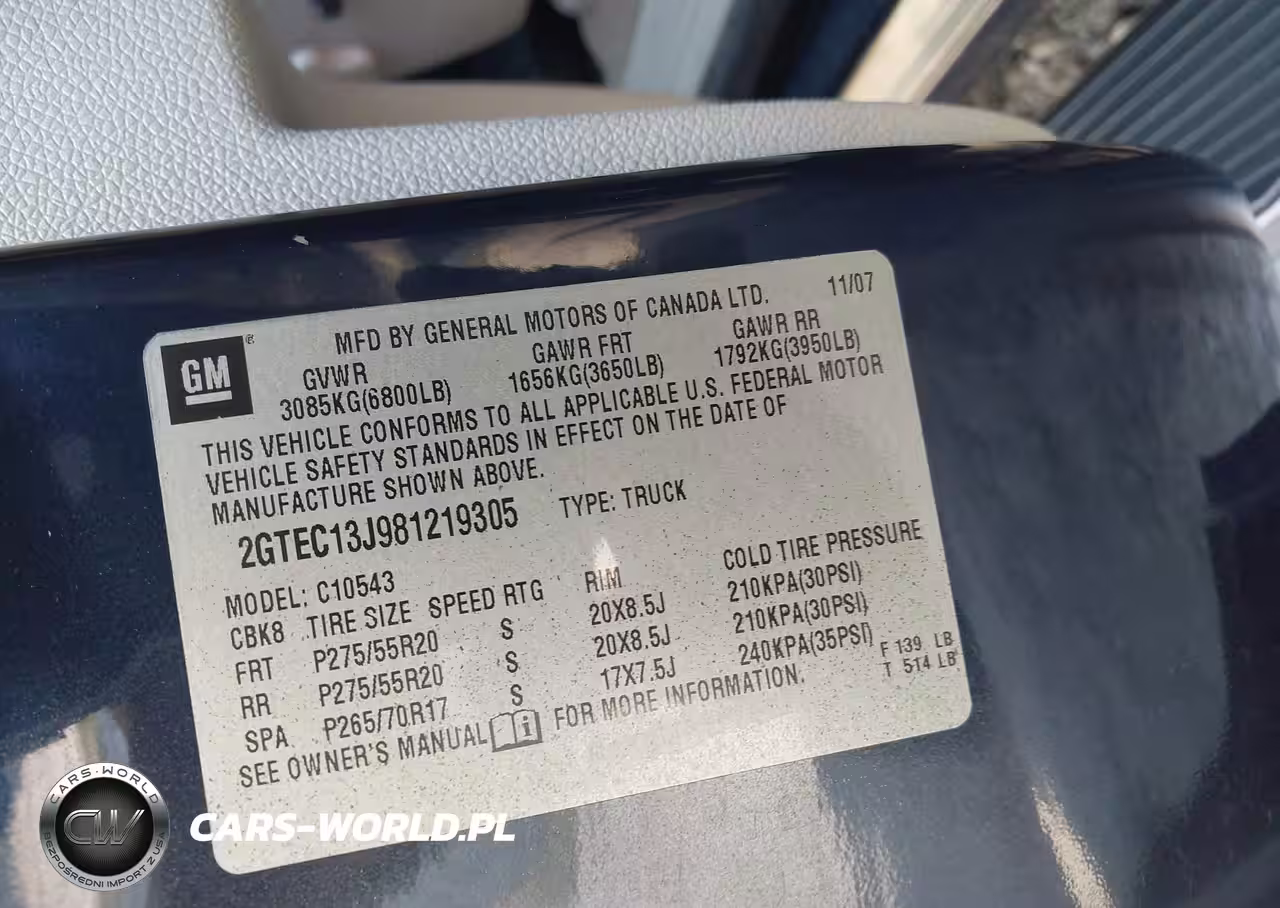 GM ®
MFD BY GENERAL MOTORS OF CANADA LTD. 11/07
GVWR GAWR FRT GAWR RR
3085KG(6800LB) 1656KG(3650LB) 1792KG(3950LB)
THIS VEHICLE CONFORMS TO ALL APPLICABLE U.S. FEDERAL MOTOR
VEHICLE SAFETY STANDARDS IN EFFECT ON THE DATE OF
MANUFACTURE SHOWN ABOVE.
2GTEC13J981219305 TYPE: TRUCK
MODEL: C10543
CBK8 TIRE SIZE SPEED RTG RIM COLD TIRE PRESSURE
FRT P275/55R20 S 20X8.5J 210KPA(30PSI)
RR P275/55R20 S 20X8.5J 210KPA(30PSI)
SPA P265/70R17 S 17X7.5J 240KPA(35PSI)
F 139 LB
T 514 LB
SEE OWNER'S MANUAL i FOR MORE INFORMATION.
CARS-WORLD
CW
BEZPOŚREDNI IMPORT Z USA
CARS-WORLD.PL